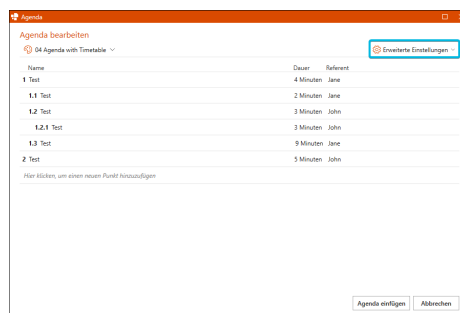 Agenda
Agenda bearbeiten
04 Agenda with Timetable
Erweiterte Einstellungen
Name Dauer Referent
1 Test 4 Minuten Jane
1.1 Test 2 Minuten Jane
1.2 Test 3 Minuten John
1.2.1 Test 3 Minuten John
1.3 Test 9 Minuten Jane
2 Test 5 Minuten John
Hier klicken, um einen neuen Punkt hinzuzufügen
Agenda einfügen Abbrechen